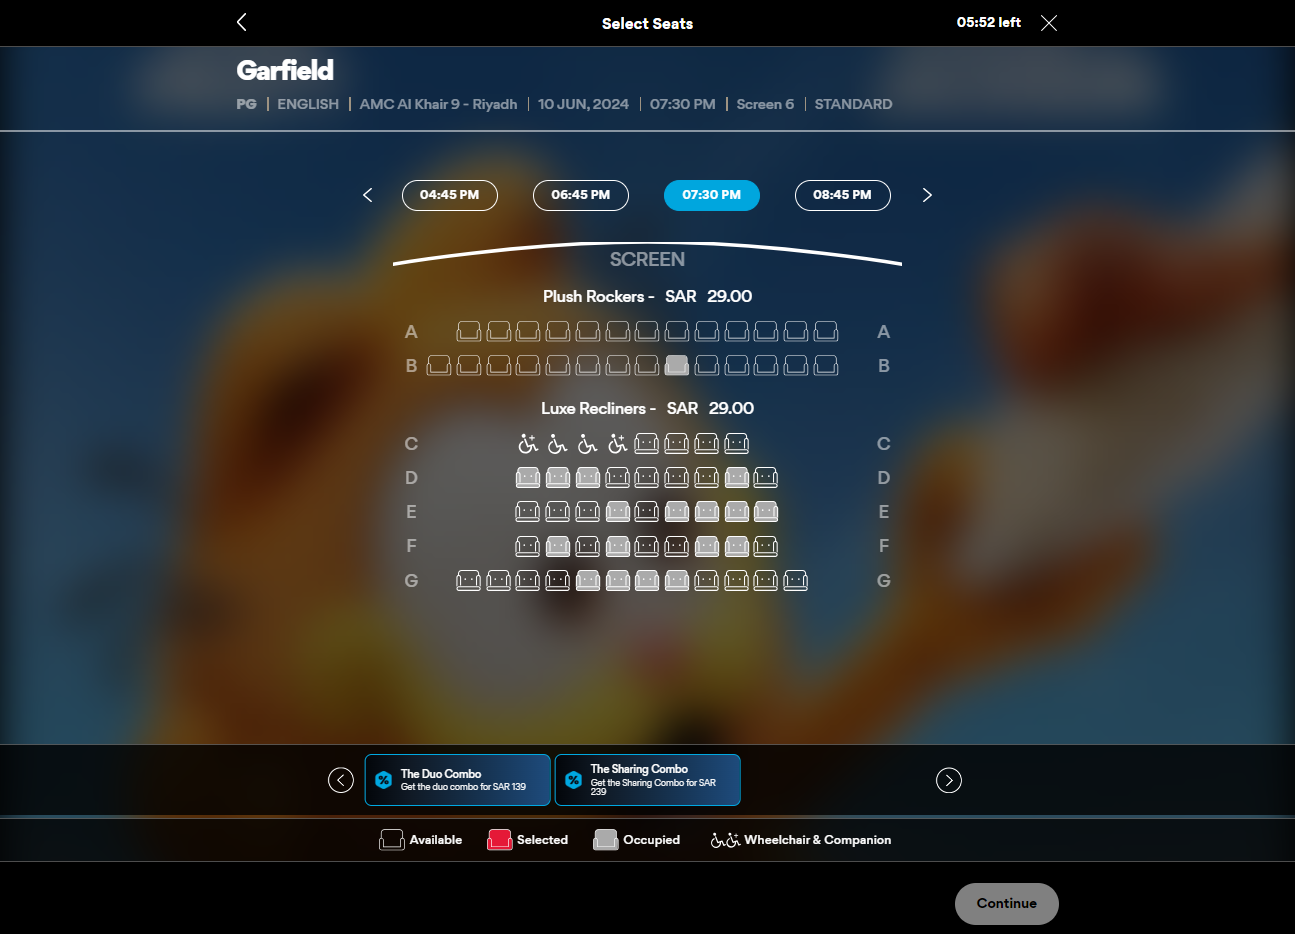 Select Seats
05:52 left
Garfield
PG | ENGLISH | AMC Al Khair 9 - Riyadh | 10 JUN, 2024 | 07:30 PM | Screen 6 | STANDARD
04:45 PM 06:45 PM 07:30 PM 08:45 PM
SCREEN
Plush Rockers - SAR 29.00
A A
B B
Luxe Recliners - SAR 29.00
C C
D D
E E
F F
G G
The Duo Combo
Get the duo combo for SAR 139
The Sharing Combo
Get the Sharing Combo for SAR
239
Available Selected Occupied Wheelchair & Companion
Continue